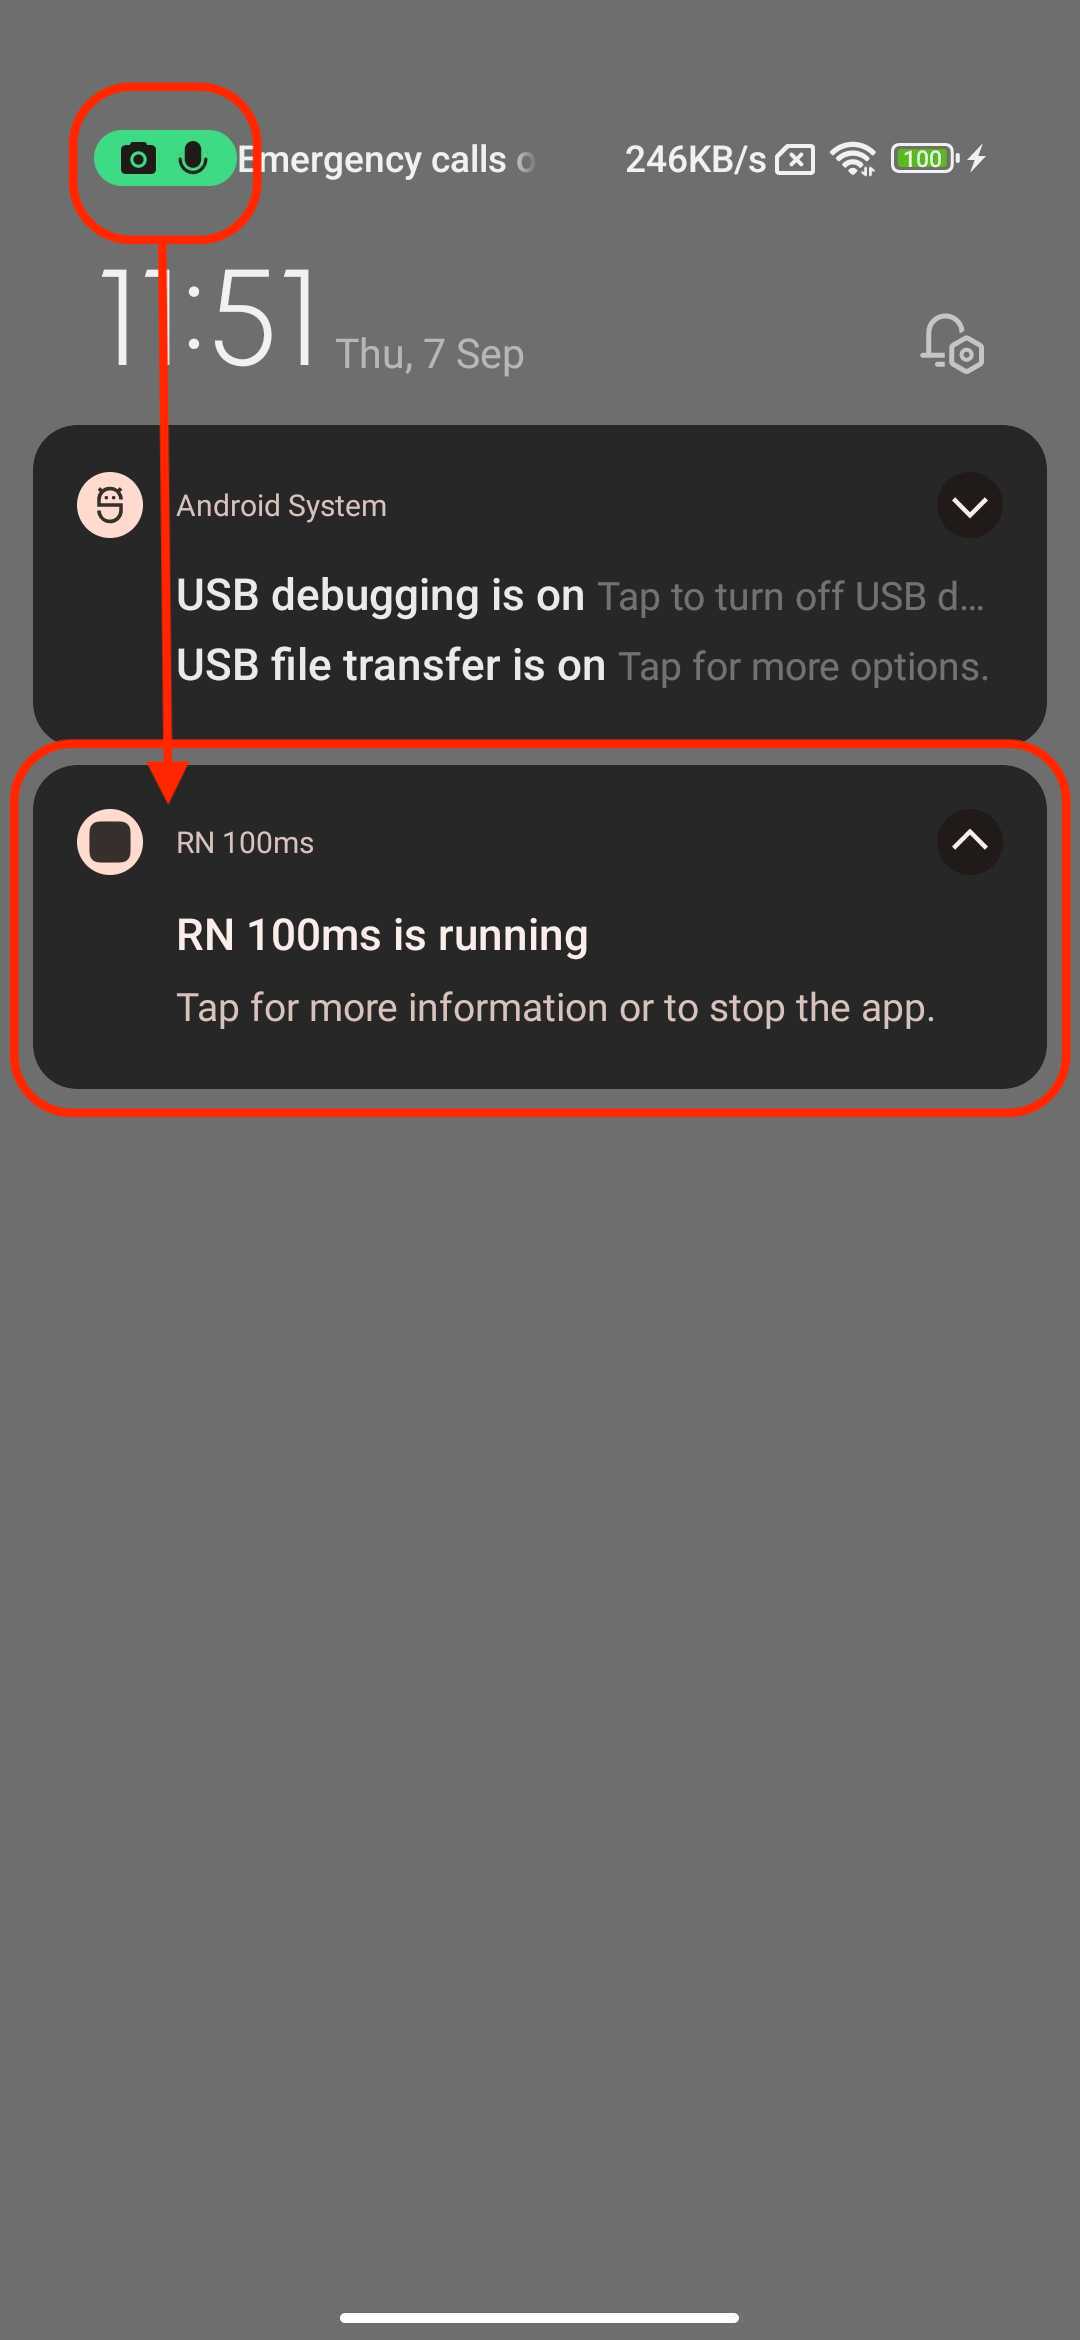 Emergency calls o 246KB/s 100
11:51 Thu, 7 Sep
Android System
USB debugging is on Tap to turn off USB d...
USB file transfer is on Tap for more options.
RN 100ms
RN 100ms is running
Tap for more information or to stop the app.